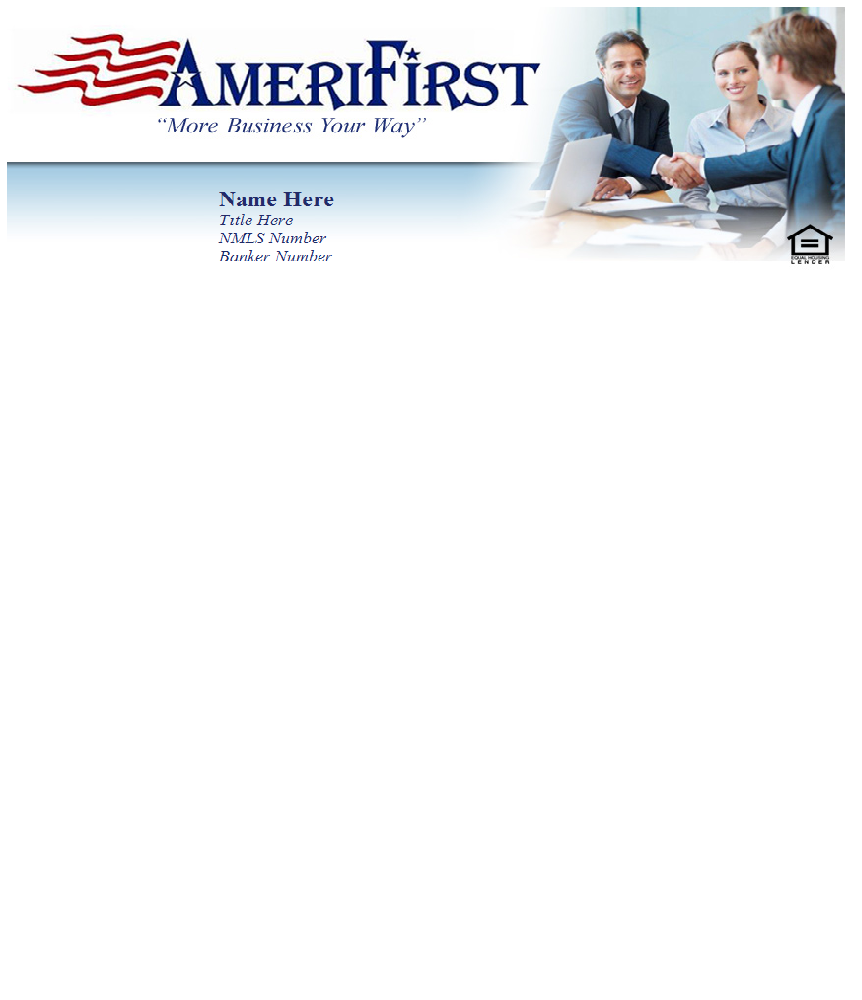 AMERIFIRST
“More Business Your Way”
Name Here
Title Here
NMLS Number
Banker Number
EQUAL HOUSING
LENDER